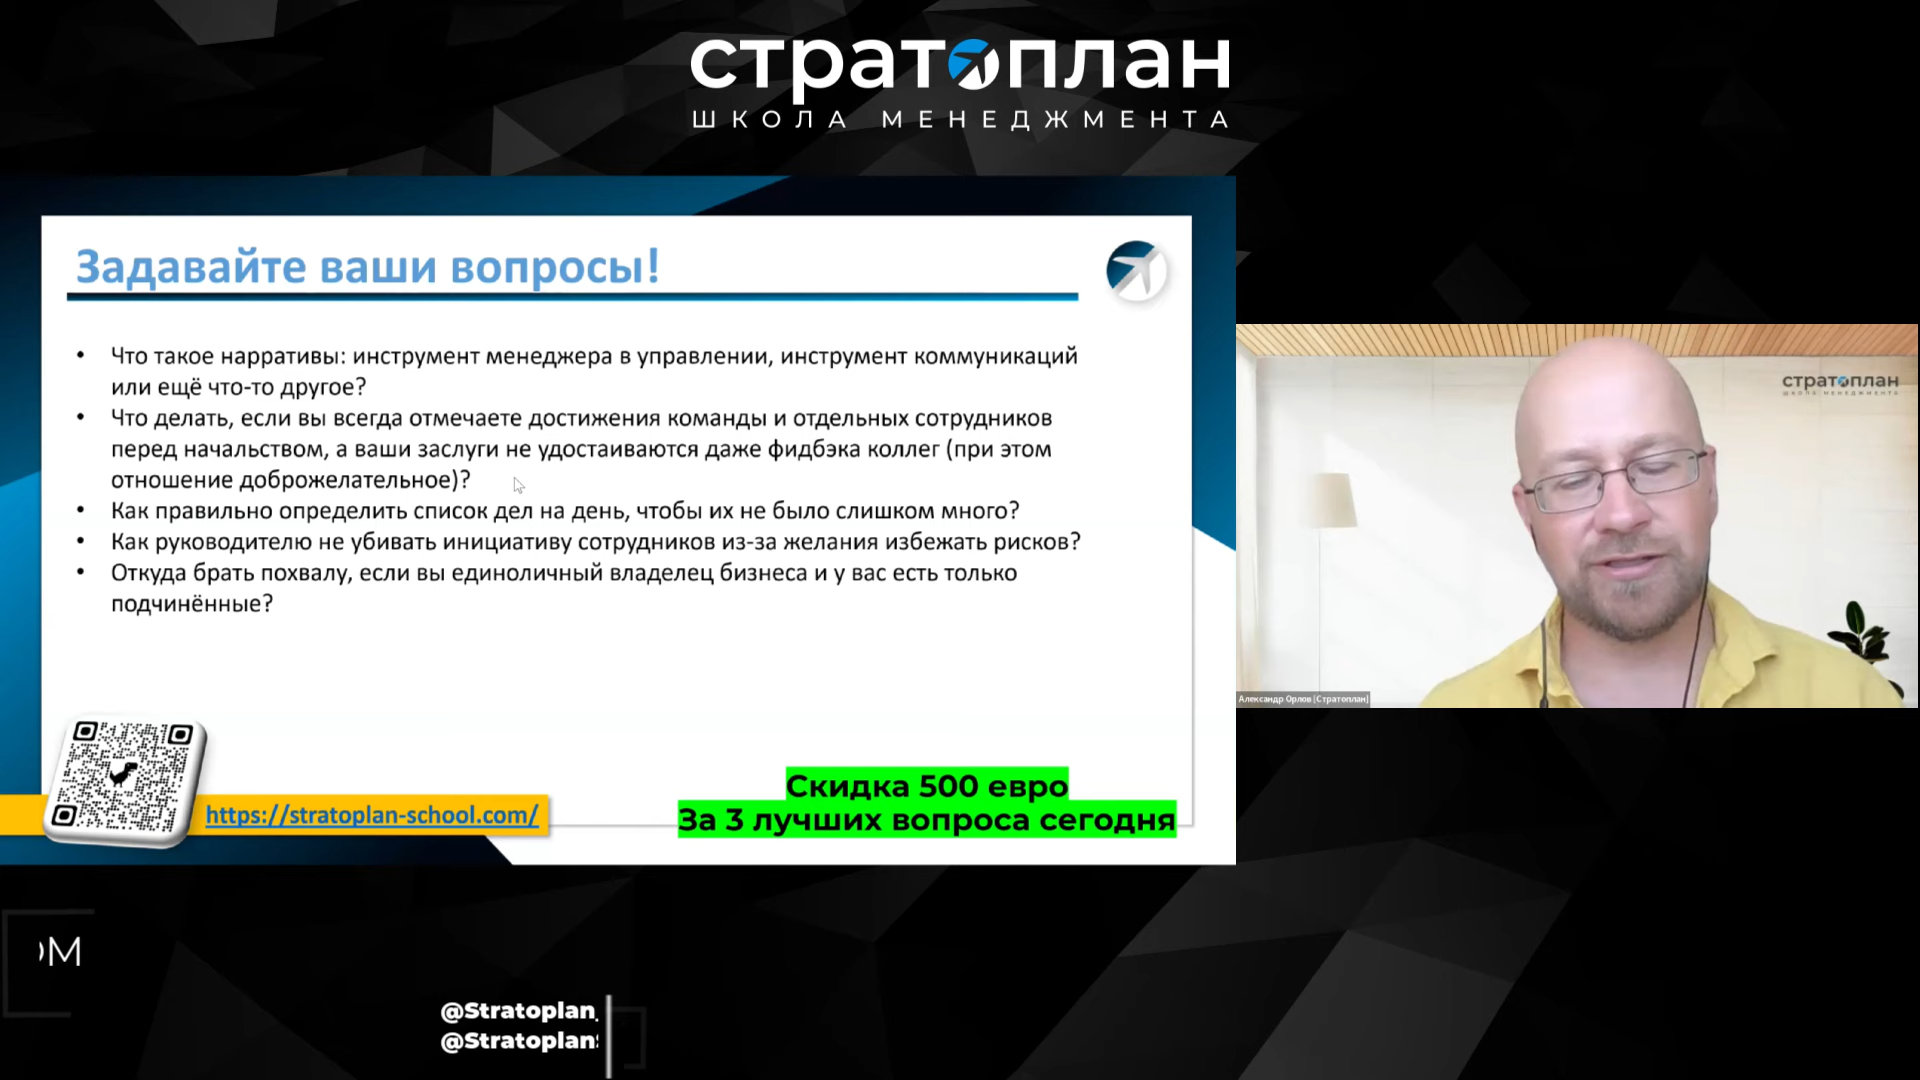 стратоплан
ШКОЛА МЕНЕДЖМЕНТА
Задавайте ваши вопросы!
• Что такое нарративы: инструмент менеджера в управлении, инструмент коммуникаций
или ещё что-то другое?
• Что делать, если вы всегда отмечаете достижения команды и отдельных сотрудников
перед начальством, а ваши заслуги не удостаиваются даже фидбэка коллег (при этом
отношение доброжелательное)?
• Как правильно определить список дел на день, чтобы их не было слишком много?
• Как руководителю не убивать инициативу сотрудников из-за желания избежать рисков?
• Откуда брать похвалу, если вы единоличный владелец бизнеса и у вас есть только
подчинённые?
https://stratoplan-school.com/
Скидка 500 евро
За 3 лучших вопроса сегодня
стратоплан
ШКОЛА МЕНЕДЖМЕНТА
Александр Орлов [Стратоплан]
@Stratoplan_
@Stratoplan